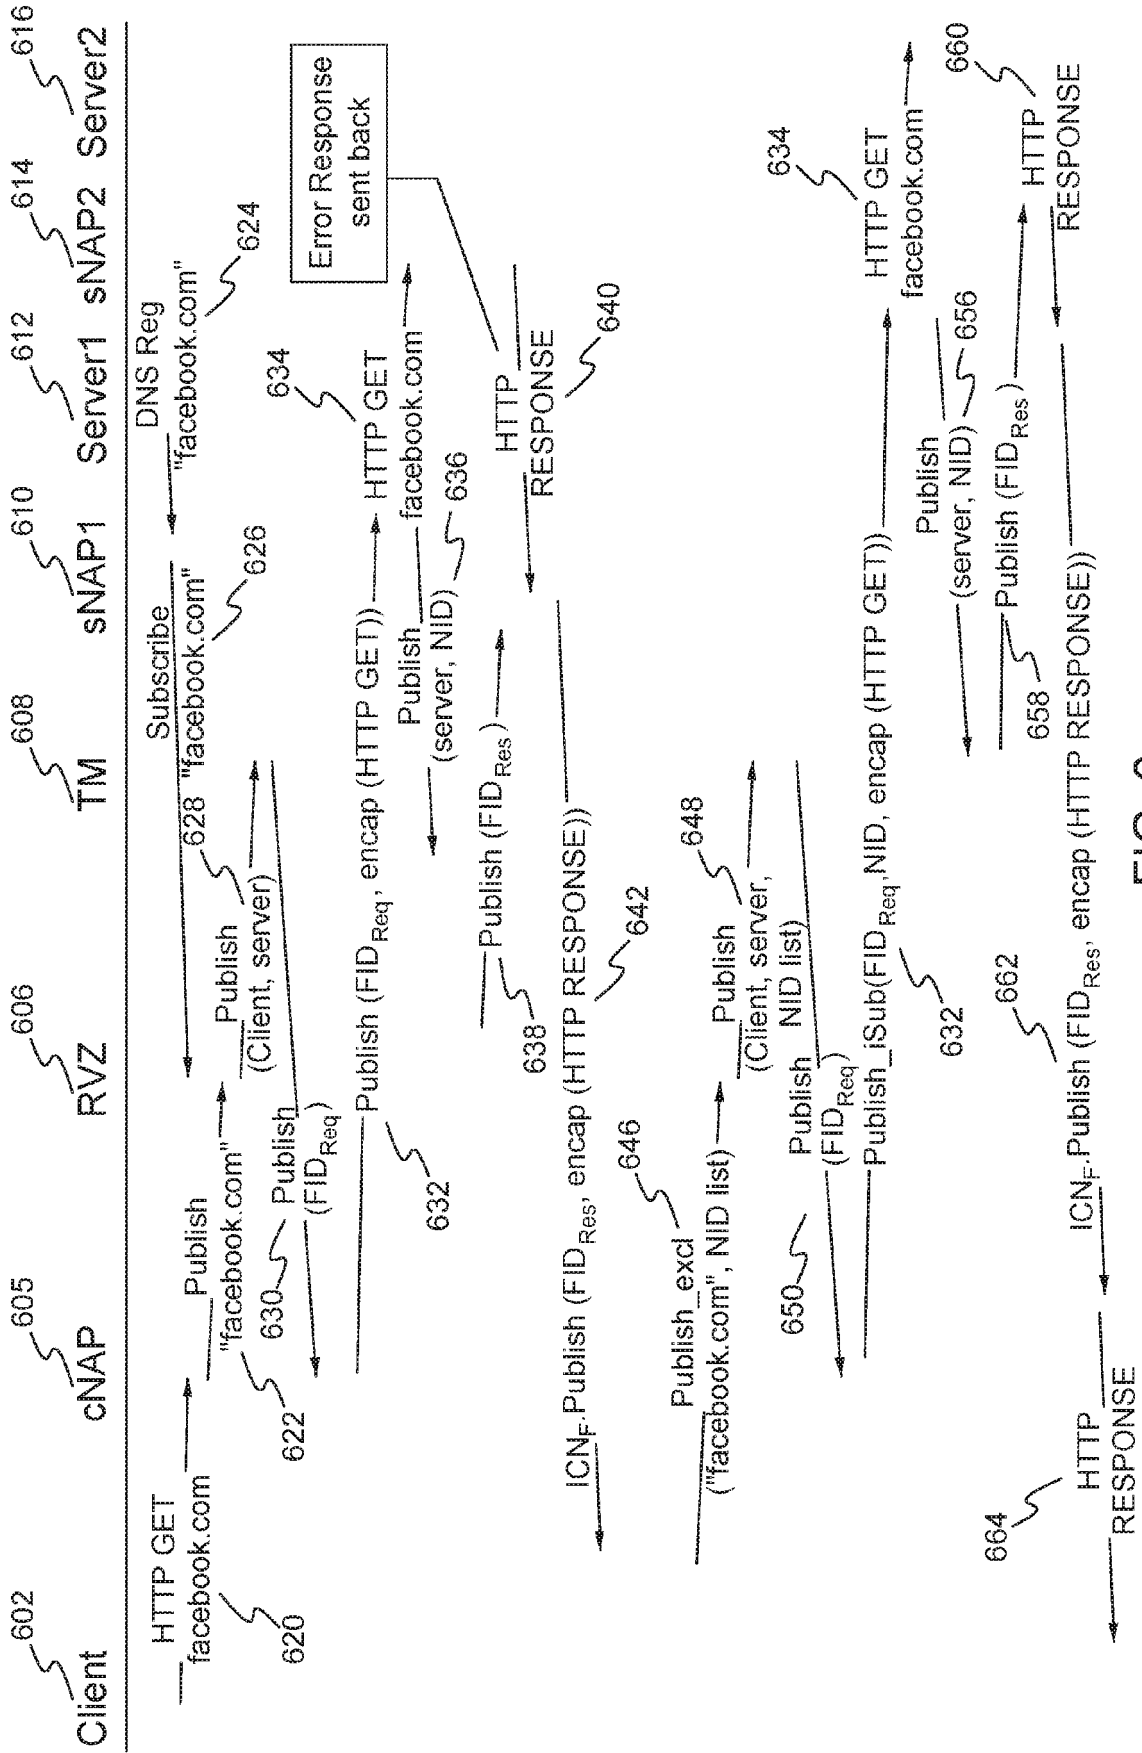 Client
602
cNAP
605
RVZ
606
TM
608
sNAP1
610
Server1
612
sNAP2
614
Server2
616
HTTP GET
facebook.com
620
DNS Reg
"facebook.com"
624
Subscribe
"facebook.com"
626
Publish
"facebook.com"
622
Publish
(Client, server)
628
630
Publish
(FIDReq)
Publish (FIDReq, encap (HTTP GET))
632
HTTP GET
facebook.com
634
Publish
(server, NID)
636
Publish (FIDRes)
638
Error Response
sent back
HTTP
RESPONSE
640
ICNF.Publish (FIDRes, encap (HTTP RESPONSE))
642
Publish_excl
("facebook.com", NID list)
646
Publish
(Client, server,
NID list)
648
Publish
(FIDReq)
650
Publish_iSub(FIDReq,NID, encap (HTTP GET))
632
HTTP GET
facebook.com
634
Publish
(server, NID)
656
Publish (FIDRes)
658
HTTP
RESPONSE
660
ICNF.Publish (FIDRes, encap (HTTP RESPONSE))
662
HTTP
RESPONSE
664